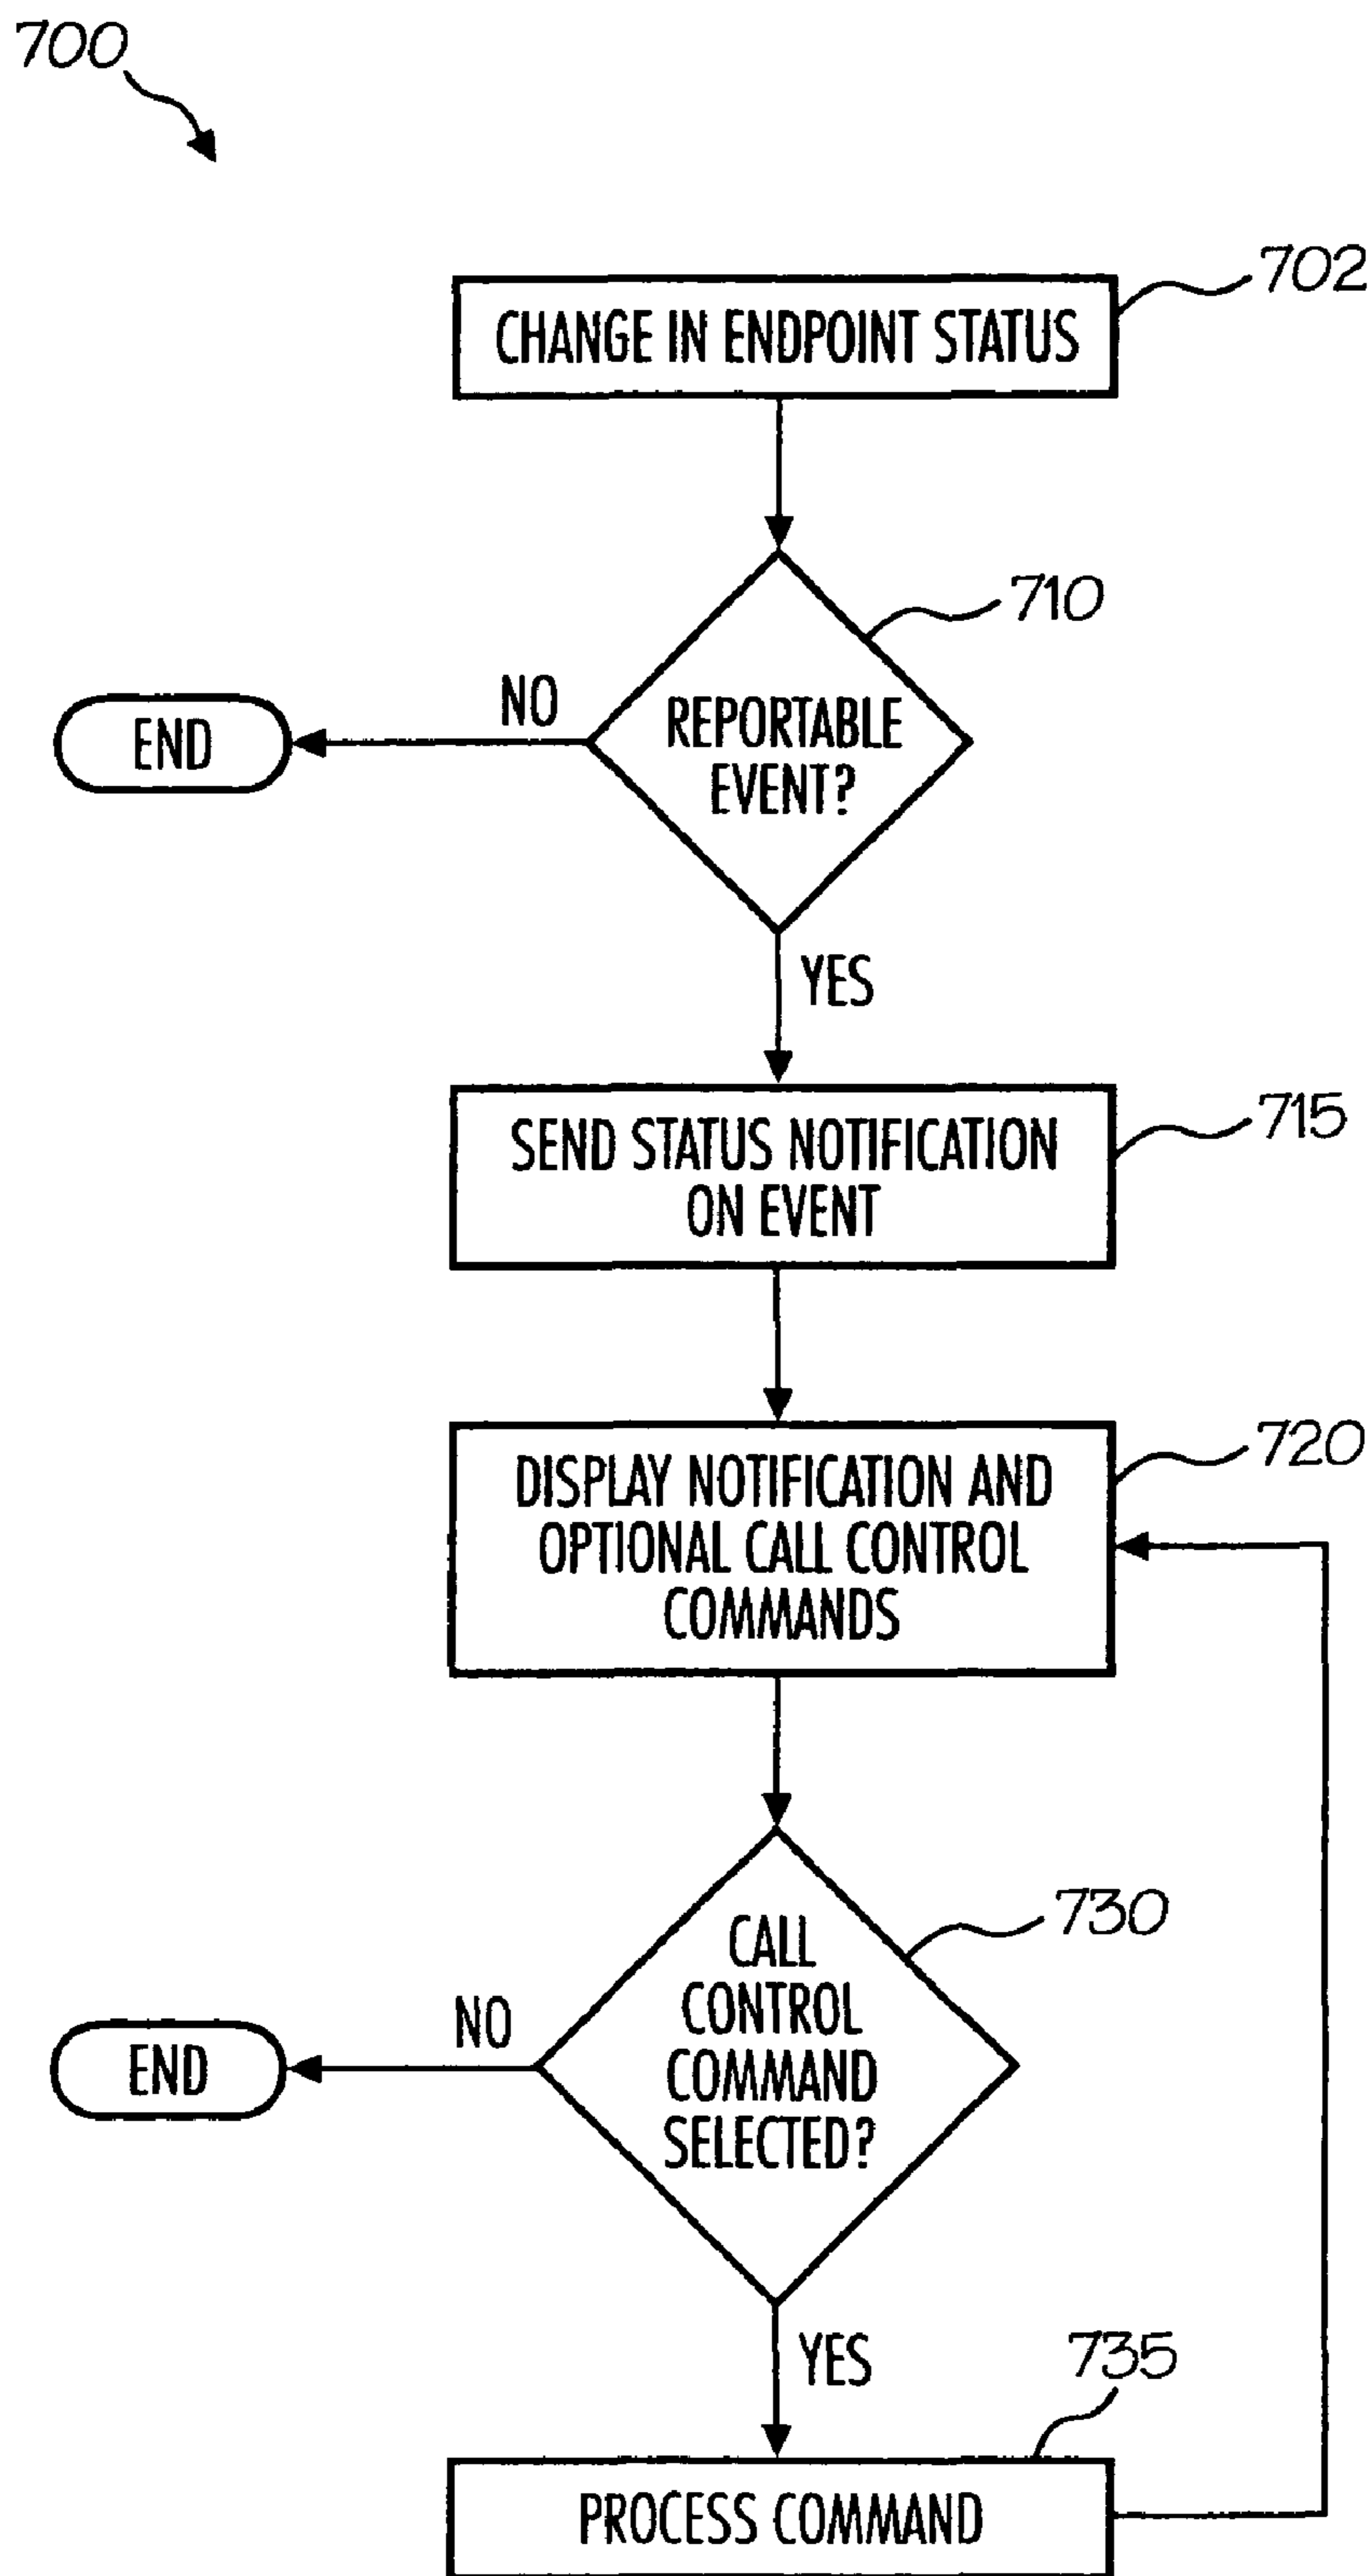 700
702
CHANGE IN ENDPOINT STATUS
710
REPORTABLE
EVENT?
NO
END
YES
715
SEND STATUS NOTIFICATION
ON EVENT
720
DISPLAY NOTIFICATION AND
OPTIONAL CALL CONTROL
COMMANDS
730
CALL
CONTROL
COMMAND
SELECTED?
NO
END
YES
735
PROCESS COMMAND